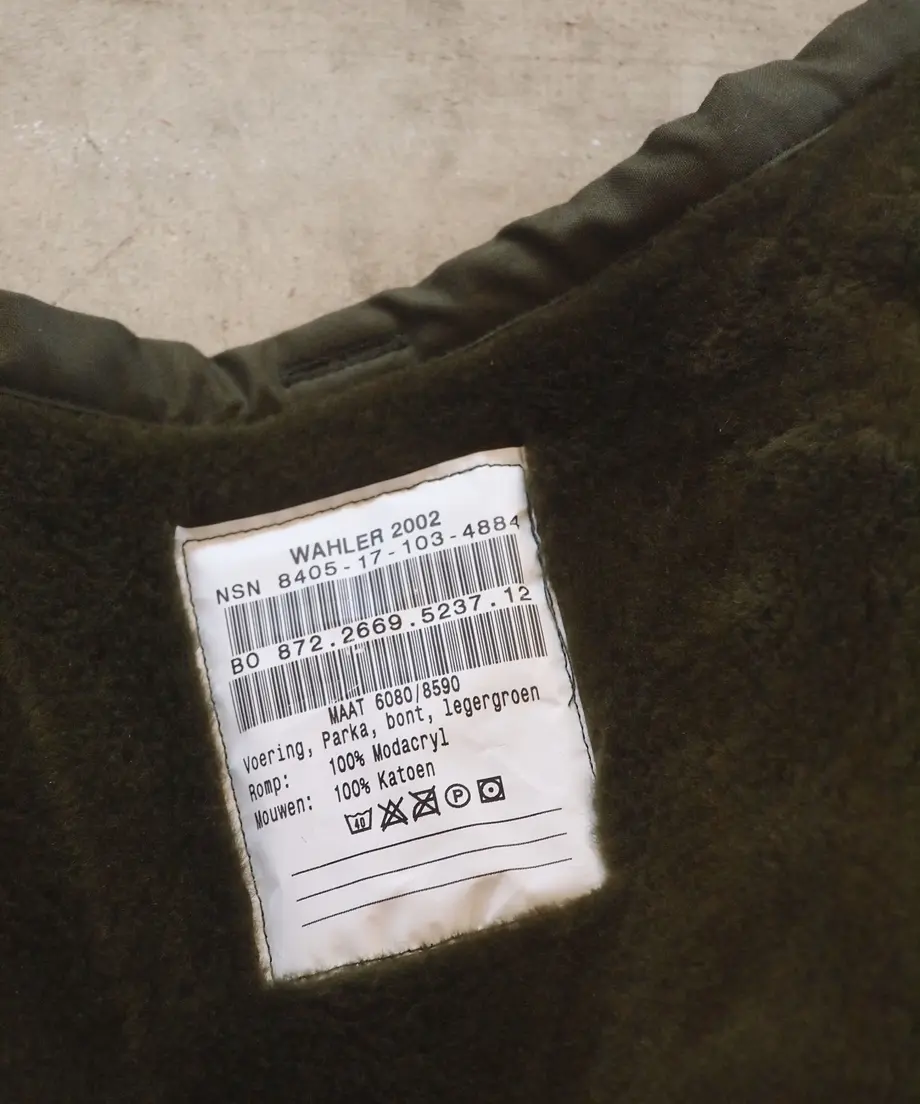 WAHLER 2002
NSN 8405-17-103-4884
BO 872.2669.5237.12
MAAT 6080/8590
Voering, Parka, bont, legergroen
Romp: 100% Modacryl
Mouwen: 100% Katoen
40 P